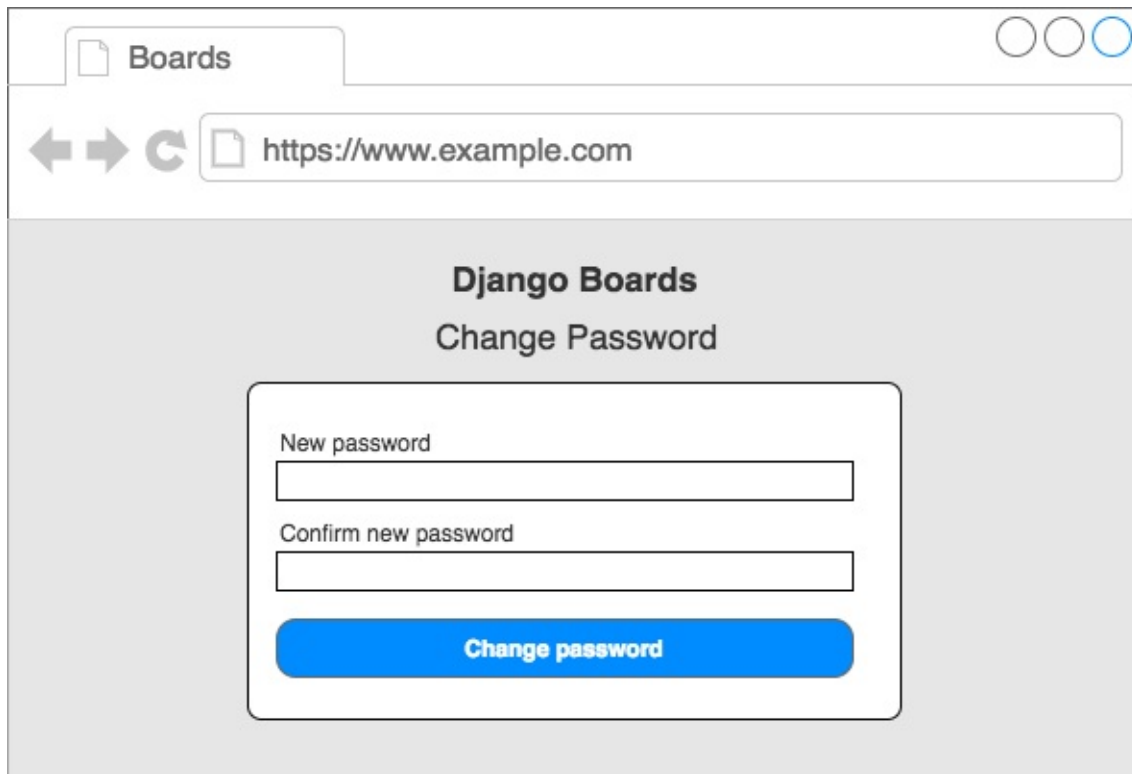 Boards
https://www.example.com
Django Boards
Change Password
New password
Confirm new password
Change password